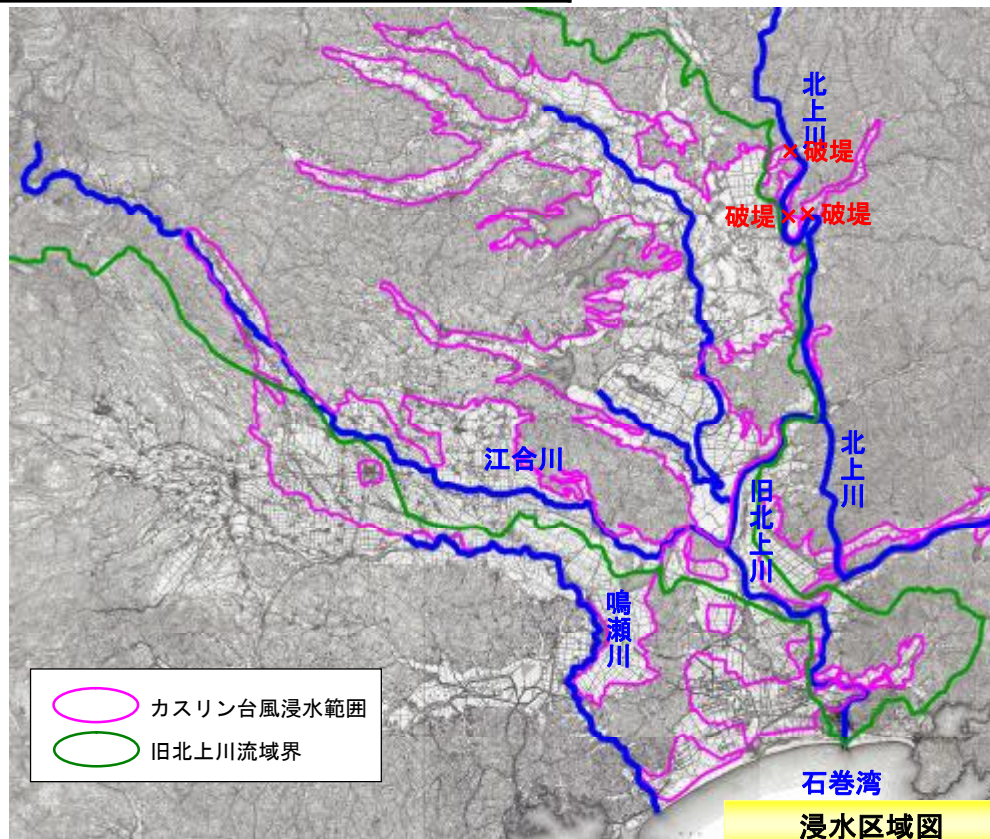 北上川
破堤
破堤
破堤
江合川
北上川
旧北上川
鳴瀬川
カスリン台風浸水範囲
旧北上川流域界
石巻湾
浸水区域図